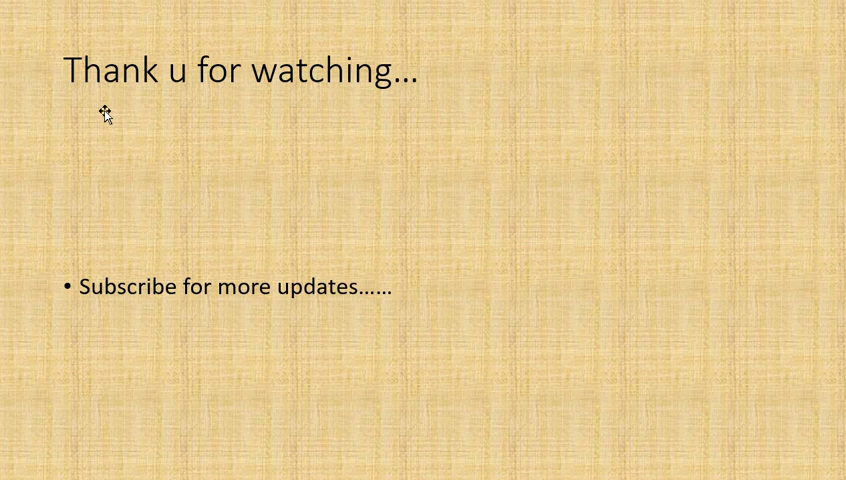 Thank u for watching...
• Subscribe for more updates......